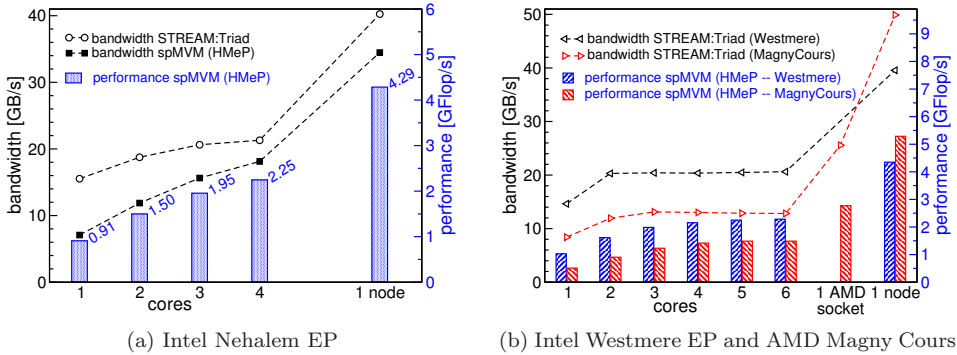 bandwidth [GB/s]
40
30
20
10
0
bandwidth STREAM:Triad
bandwidth spMVM (HMeP)
performance spMVM (HMeP)
0.91
1.50
1.95
2.25
4.29
1
2
3
4
1 node
cores
6
5
4
3
2
1
0
performance [GFlop/s]
(a) Intel Nehalem EP
bandwidth [GB/s]
50
40
30
20
10
0
bandwidth STREAM:Triad (Westmere)
bandwidth STREAM:Triad (MagnyCours)
performance spMVM (HMeP -- Westmere)
performance spMVM (HMeP -- MagnyCours)
1
2
3
4
5
6
1 AMD
socket
1 node
cores
9
8
7
6
5
4
3
2
1
0
performance [GFlop/s]
(b) Intel Westmere EP and AMD Magny Cours